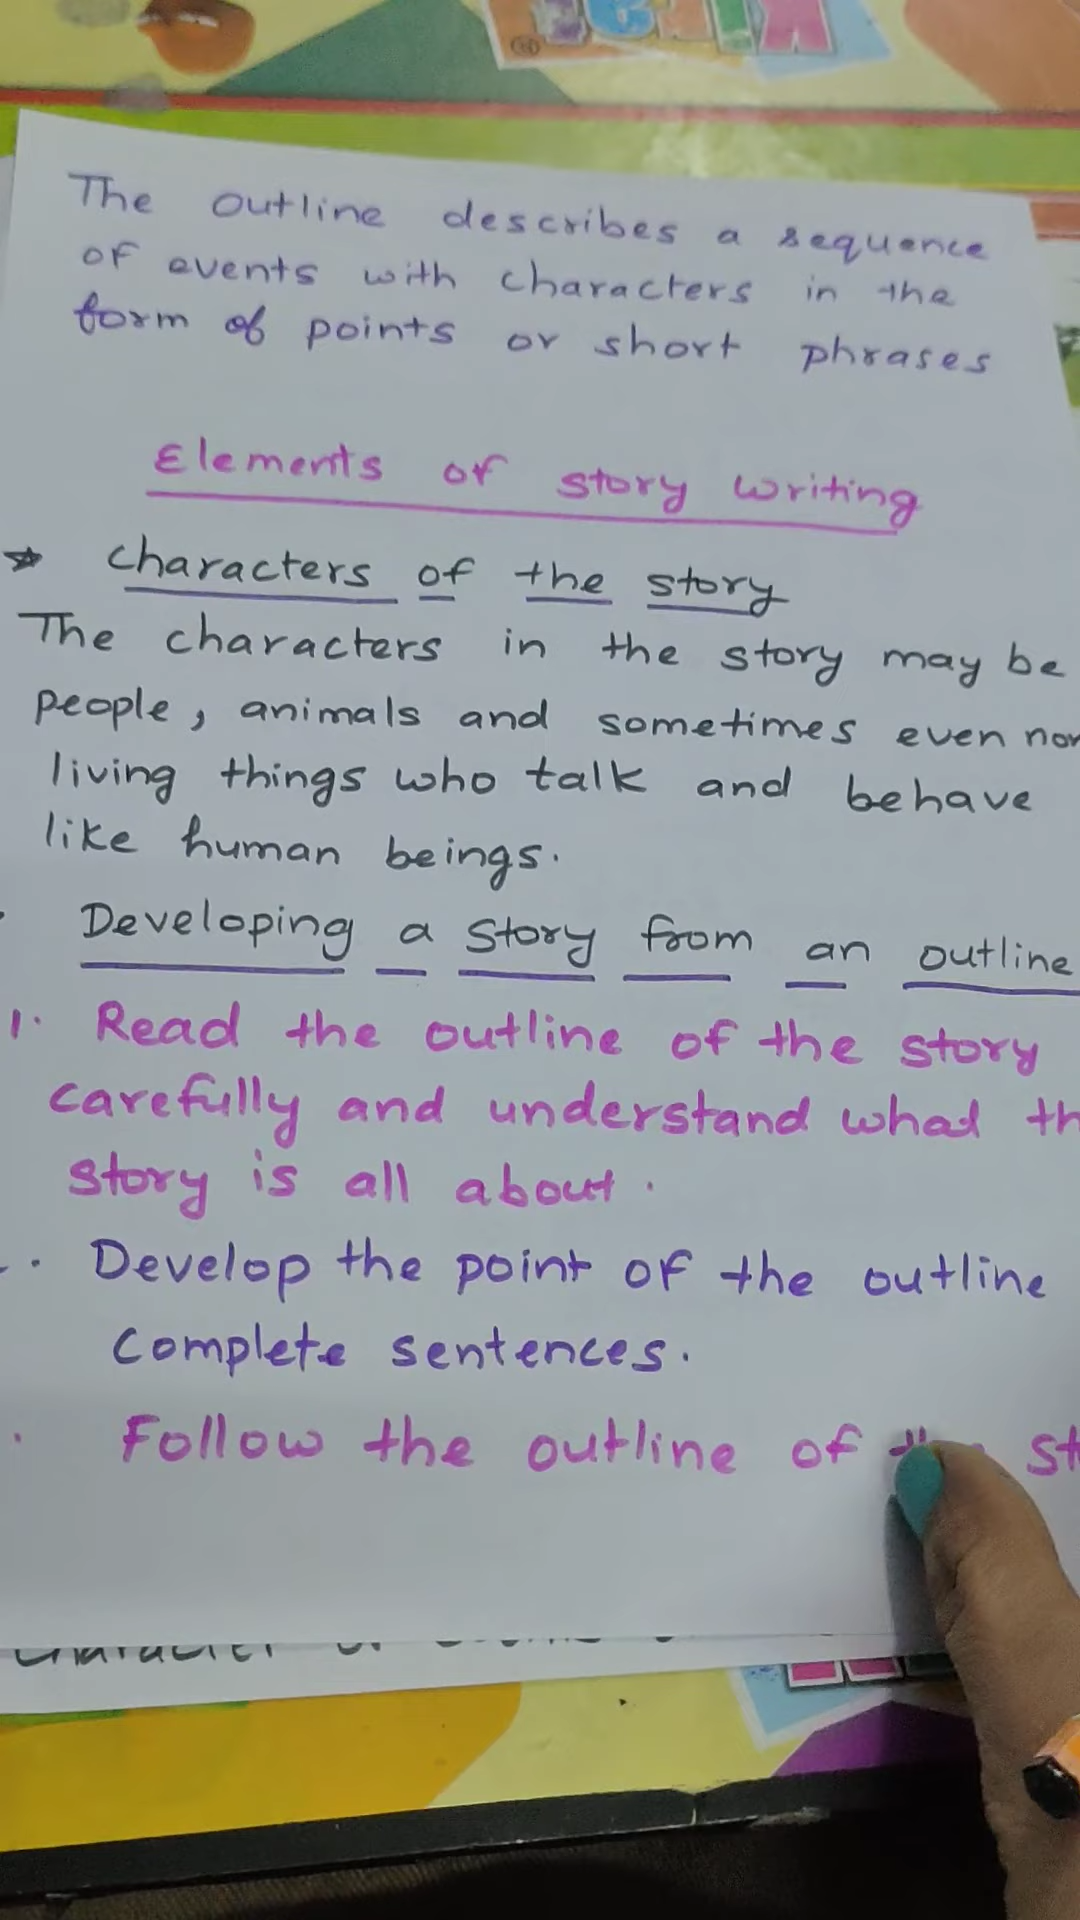 The outline describes a sequence
of events with characters in the
form of points or short phrases
Elements of story writing
characters of the story
The characters in the story may be
people, animals and sometimes even non
living things who talk and behave
like human beings.
Developing a story from an outline
1. Read the outline of the story
carefully and understand what th
story is all about.
Develop the point of the outline
complete sentences.
Follow the outline of the st